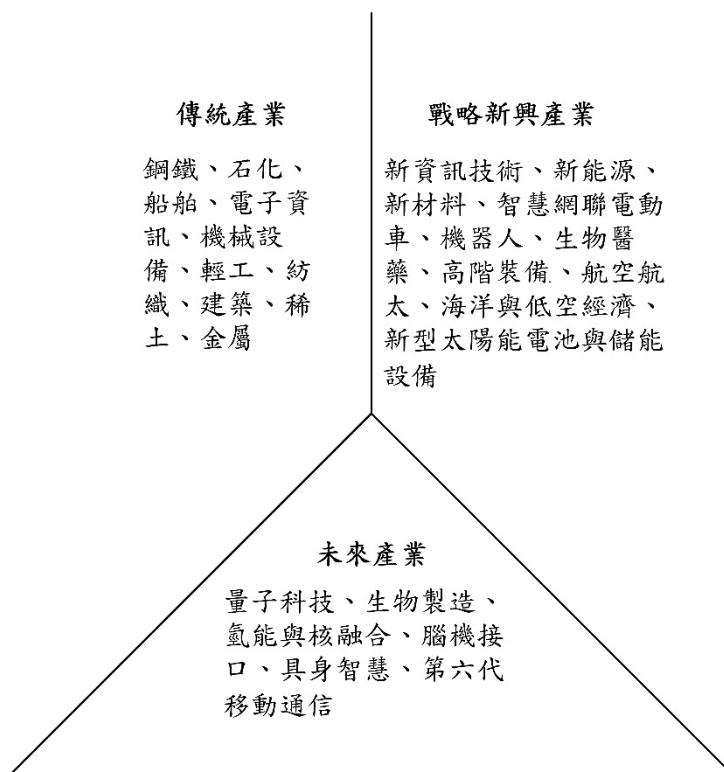 傳統產業
鋼鐵、石化、
船舶、電子資
訊、機械設
備、輕工、紡
織、建築、稀
土、金屬
戰略新興產業
新資訊技術、新能源、
新材料、智慧網聯電動
車、機器人、生物醫
藥、高階裝備、航空航
太、海洋與低空經濟、
新型太陽能電池與儲能
設備
未來產業
量子科技、生物製造、
氫能與核融合、腦機接
口、具身智慧、第六代
移動通信